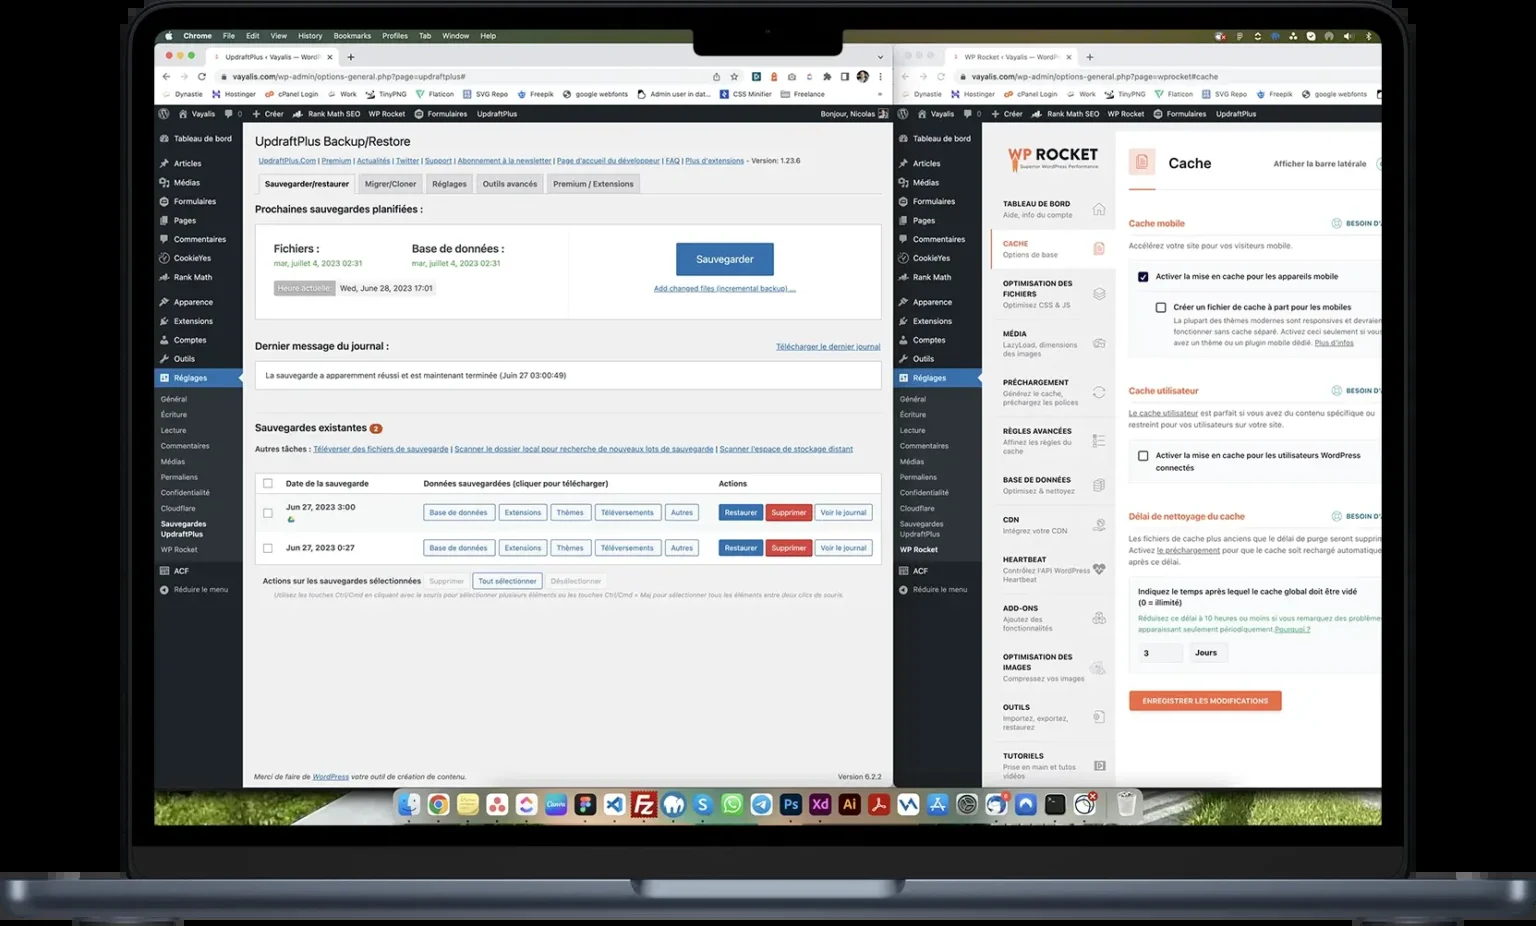 Chrome File Edit View History Bookmarks Profiles Tab Window Help
UpdraftPlus ‹ Vayalis — WordP
vayalis.com/wp-admin/options-general.php?page=updraftplus#
Dynastie Hostinger cPanel Login Work TinyPNG Flaticon SVG Repo Freepik google webfonts Admin user in dat... CSS Minifier Freelance »
Vayalis 0 + Créer Rank Math SEO WP Rocket Formulaires UpdraftPlus Bonjour, Nicolas
Tableau de bord
Articles
Médias
Formulaires
Pages
Commentaires
CookieYes
Rank Math
Apparence
Extensions
Comptes
Outils
Réglages
Général
Écriture
Lecture
Commentaires
Médias
Permaliens
Confidentialité
Cloudflare
Sauvegardes
UpdraftPlus
WP Rocket
ACF
Réduire le menu
UpdraftPlus Backup/Restore
UpdraftPlus.Com | Premium | Actualités | Twitter | Support | Abonnement à la newsletter | Page d'accueil du développeur | FAQ | Plus d'extensions - Version: 1.23.6
Sauvegarder/restaurer Migrer/Cloner Réglages Outils avancés Premium / Extensions
Prochaines sauvegardes planifiées :
Fichiers : Base de données :
mar, juillet 4, 2023 02:31 mar, juillet 4, 2023 02:31
Heure actuelle: Wed, June 28, 2023 17:01
Sauvegarder
Add changed files (incremental backup) ...
Dernier message du journal : Télécharger le dernier journal
La sauvegarde a apparemment réussi et est maintenant terminée (Juin 27 03:00:49)
Sauvegardes existantes 2
Autres tâches : Téléverser des fichiers de sauvegarde | Scanner le dossier local pour recherche de nouveaux lots de sauvegarde | Scanner l'espace de stockage distant
Date de la sauvegarde Données sauvegardées (cliquer pour télécharger) Actions
Jun 27, 2023 3:00 Base de données Extensions Thèmes Téléversements Autres Restaurer Supprimer Voir le journal
Jun 27, 2023 0:27 Base de données Extensions Thèmes Téléversements Autres Restaurer Supprimer Voir le journal
Actions sur les sauvegardes sélectionnées Supprimer Tout sélectionner Désélectionner
Utilisez les touches Ctrl/Cmd en cliquant avec la souris pour sélectionner plusieurs éléments ou les touches Ctrl/Cmd + Maj pour sélectionner tous les éléments entre deux clics de souris.
Merci de faire de WordPress votre outil de création de contenu. Version 6.2.2
WP Rocket ‹ Vayalis — WordPr
vayalis.com/wp-admin/options-general.php?page=wprocket#cache
Dynastie Hostinger cPanel Login Work TinyPNG Flaticon SVG Repo Freepik google webfonts
Vayalis 0 + Créer Rank Math SEO WP Rocket Formulaires UpdraftPlus
Tableau de bord
Articles
Médias
Formulaires
Pages
Commentaires
CookieYes
Rank Math
Apparence
Extensions
Comptes
Outils
Réglages
Général
Écriture
Lecture
Commentaires
Médias
Permaliens
Confidentialité
Cloudflare
Sauvegardes
UpdraftPlus
WP Rocket
ACF
Réduire le menu
WP ROCKET
Superior WordPress Performance
TABLEAU DE BORD
Aide, info du compte
CACHE
Options de base
OPTIMISATION DES
FICHIERS
Optimisez CSS & JS
MÉDIA
LazyLoad, dimensions
des images
PRÉCHARGEMENT
Générez le cache,
préchargez les polices
RÈGLES AVANCÉES
Affinez les règles du
cache
BASE DE DONNÉES
Optimisez & nettoyez
CDN
Intégrez votre CDN
HEARTBEAT
Contrôlez l'API WordPress
Heartbeat
ADD-ONS
Ajoutez des
fonctionnalités
OPTIMISATION DES
IMAGES
Compressez vos images
OUTILS
Importez, exportez,
restaurez
TUTORIELS
Prise en main et tutos
vidéos
Cache Afficher la barre latérale
Cache mobile BESOIN D'
Accélérez votre site pour vos visiteurs mobile.
Activer la mise en cache pour les appareils mobile
Créer un fichier de cache à part pour les mobiles
La plupart des thèmes modernes sont responsives et devraien
fonctionner sans cache séparé. Activez ceci seulement si vous
avez un thème ou un plugin mobile dédié. Plus d'infos
Cache utilisateur BESOIN D'
Le cache utilisateur est parfait si vous avez du contenu spécifique ou
restreint pour vos utilisateurs sur votre site.
Activer la mise en cache pour les utilisateurs WordPress
connectés
Délai de nettoyage du cache BESOIN D'
Les fichiers de cache plus anciens que le délai de purge seront supprim
Activez le préchargement pour que le cache soit rechargé automatique
après ce délai.
Indiquez le temps après lequel le cache global doit être vidé
(0 = illimité)
Réduisez ce délai à 10 heures ou moins si vous remarquez des problème
apparaissant seulement périodiquement.Pourquoi ?
3 Jours
ENREGISTRER LES MODIFICATIONS
Canva Fz S Ps Xd Ai